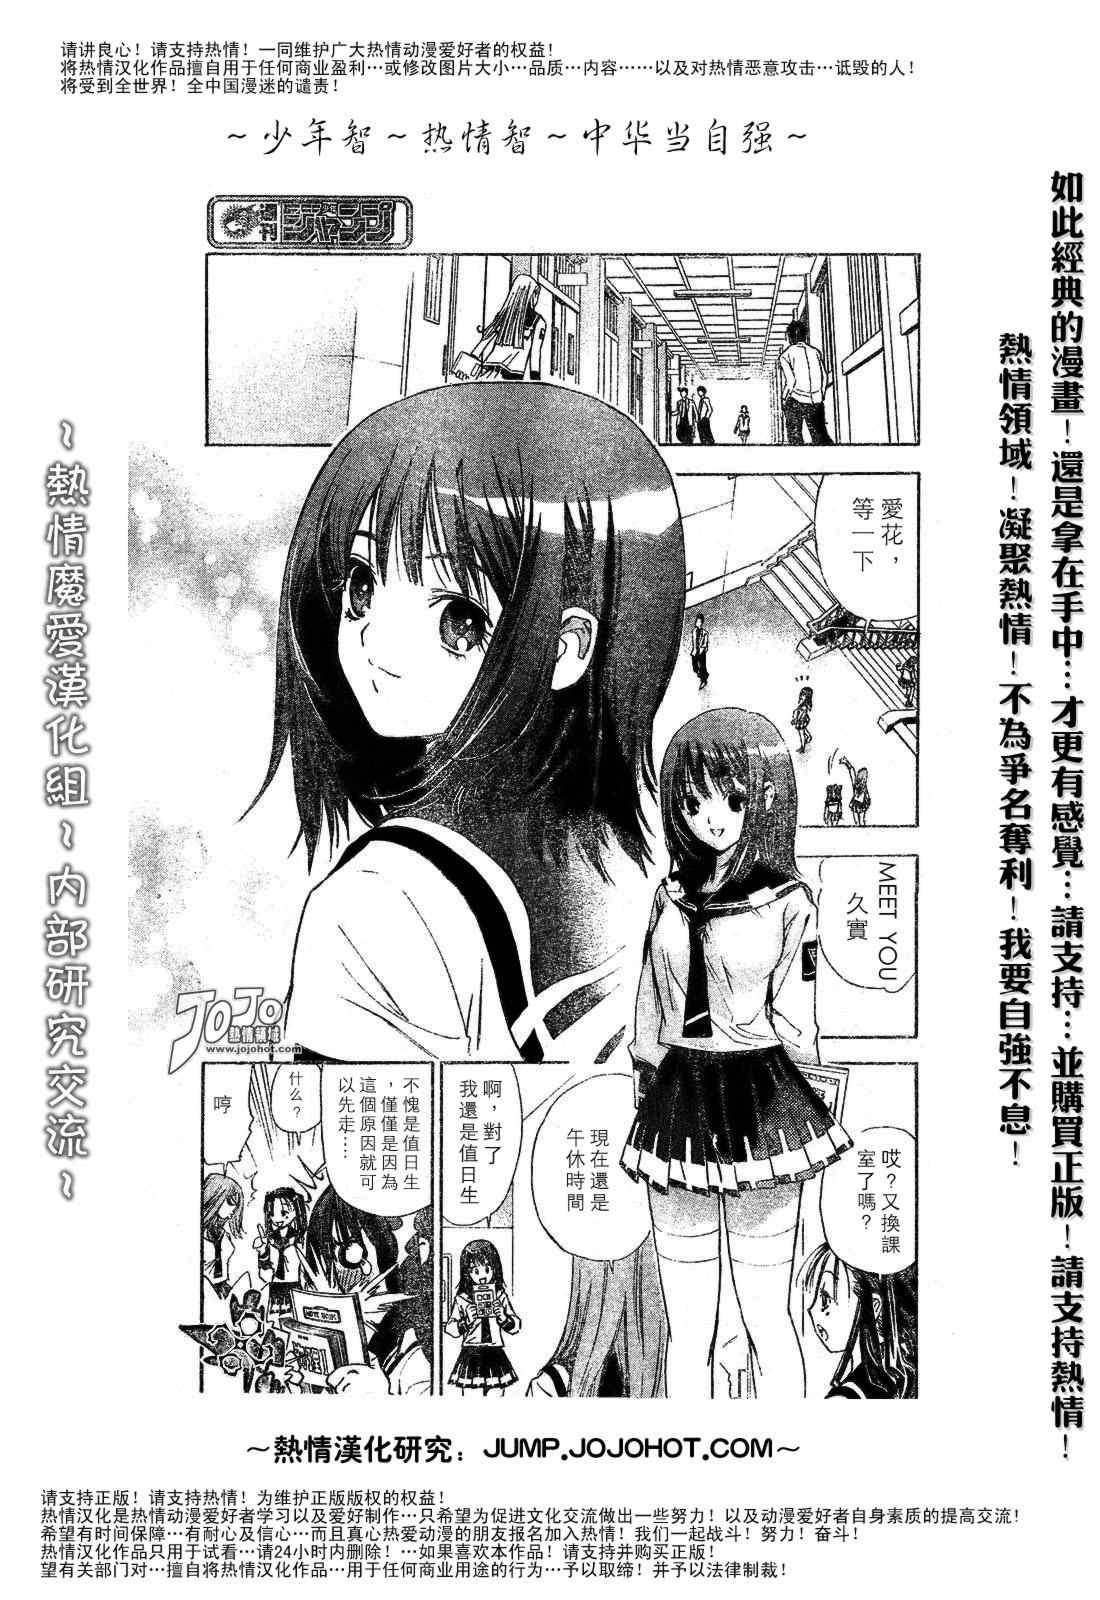 请讲良心！请支持热情！一同维护广大热情动漫爱好者的权益！
将热情汉化作品擅自用于任何商业盈利…或修改图片大小…品质…内容……以及对热情恶意攻击…诋毁的人！
将受到全世界！全中国漫迷的谴责！
～少年智～热情智～中华当自强～
週刊
少年
ジャンプ
如此經典的漫畫！還是拿在手中…才更有感覺…請支持…並購買正版！請支持熱情！
熱情領域！凝聚熱情！不為爭名奪利！我要自強不息！
～熱情魔愛漢化組～内部研究交流～
愛花，
等一下
MEET YOU
久實
JOJO
熱情領域
www.jojohot.com
哎？又換課
室了嗎？
現在還是
午休時間
啊，對了
我還是值日生
不愧是值日生
，僅僅是因為
這個原因就可
以先走…
什么？
哼
NOTE BOOK
～熱情漢化研究：JUMP.JOJOHOT.COM～
请支持正版！请支持热情！为维护正版版权的权益！
热情汉化是热情动漫爱好者学习以及爱好制作…只希望为促进文化交流做出一些努力！以及动漫爱好者自身素质的提高交流！
希望有时间保障…有耐心及信心…而且真心热爱动漫的朋友报名加入热情！我们一起战斗！努力！奋斗！
热情汉化作品只用于试看…请24小时内删除！…如果喜欢本作品！请支持并购买正版！
望有关部门对…擅自将热情汉化作品…用于任何商业用途的行为…予以取缔！并予以法律制裁！